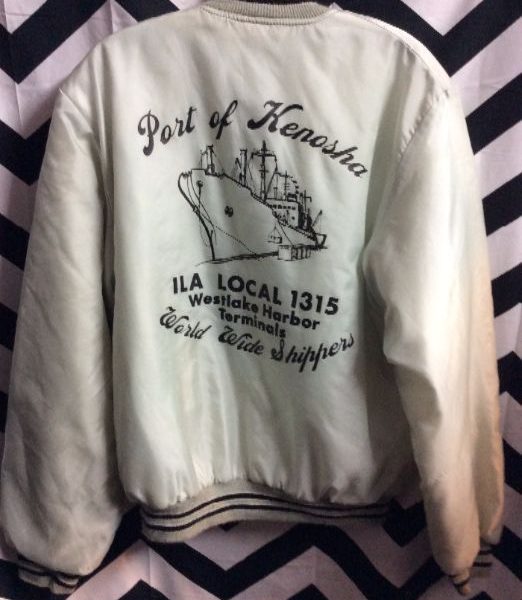 Port of Kenosha
ILA LOCAL 1315
Westlake Harbor
Terminals
World Wide Shippers